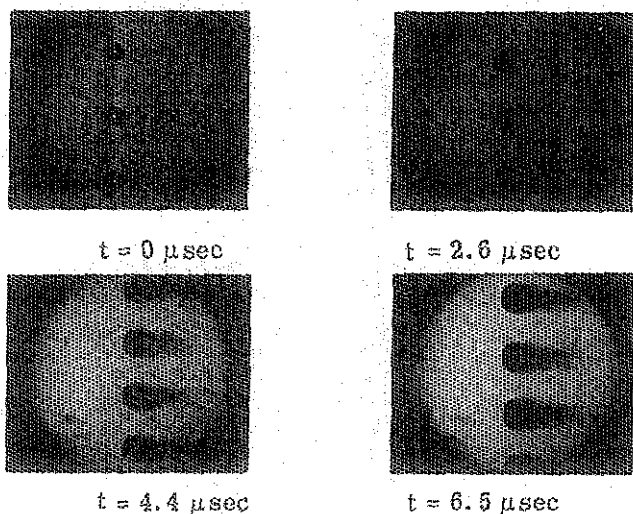 t = 0 μsec
t = 2.6 μsec
t = 4.4 μsec
t = 6.5 μsec